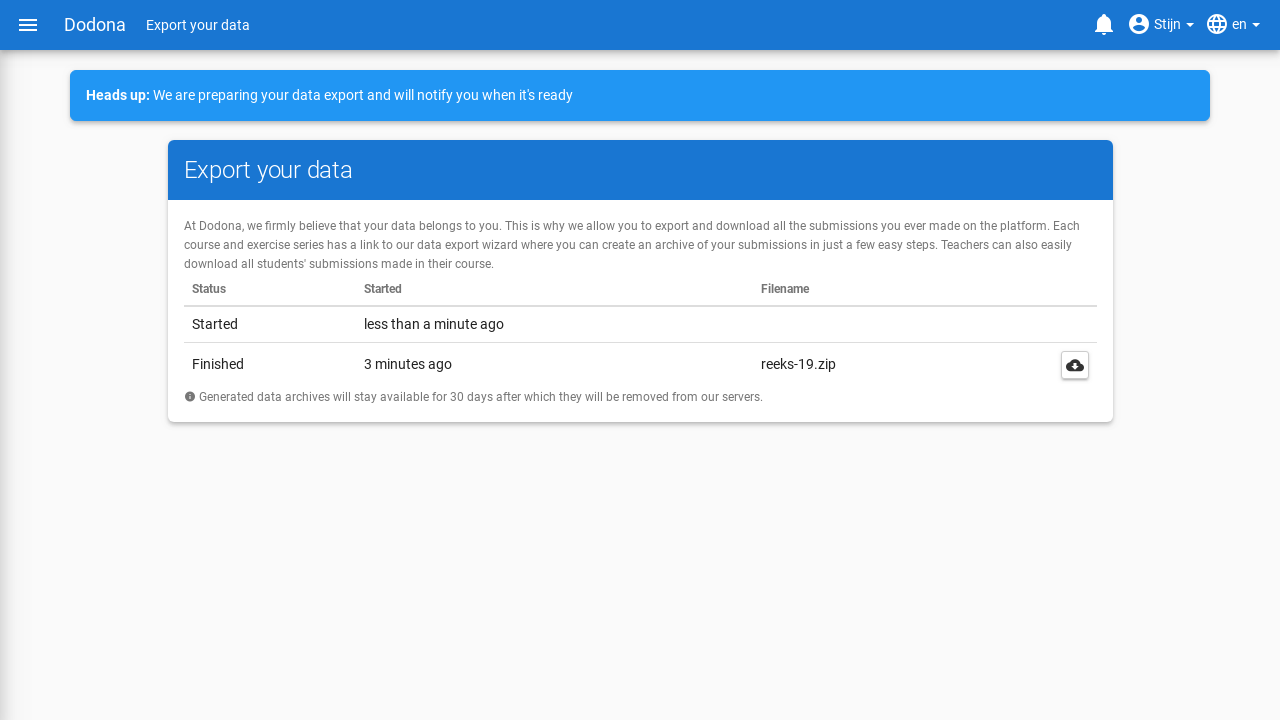 Dodona
Export your data
Stijn
en
Heads up: We are preparing your data export and will notify you when it's ready
Export your data
At Dodona, we firmly believe that your data belongs to you. This is why we allow you to export and download all the submissions you ever made on the platform. Each
course and exercise series has a link to our data export wizard where you can create an archive of your submissions in just a few easy steps. Teachers can also easily
download all students' submissions made in their course.
Status Started Filename
Started less than a minute ago
Finished 3 minutes ago reeks-19.zip
Generated data archives will stay available for 30 days after which they will be removed from our servers.